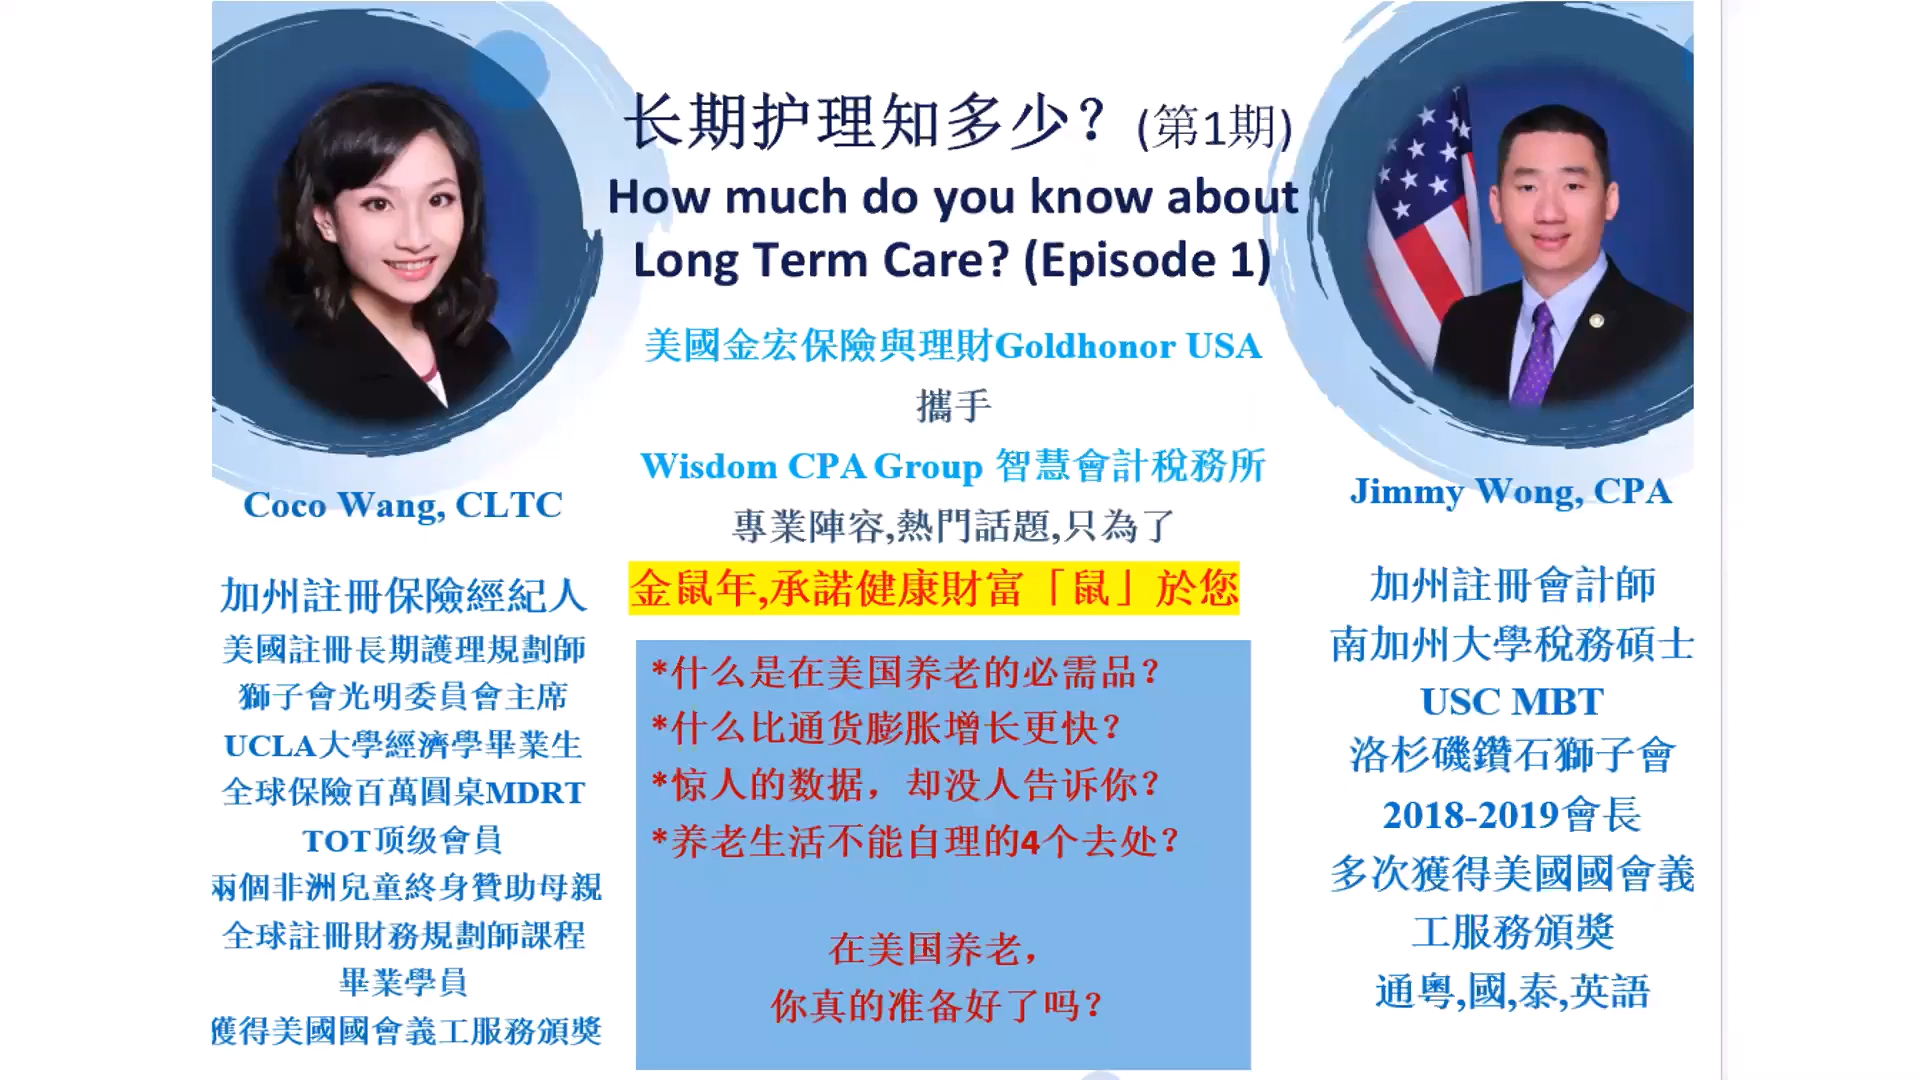 长期护理知多少？(第1期)
How much do you know about
Long Term Care? (Episode 1)
美國金宏保險與理財Goldhonor USA
攜手
Wisdom CPA Group 智慧會計稅務所
專業陣容,熱門話題,只為了
金鼠年,承諾健康財富「鼠」於您
*什么是在美国养老的必需品？
*什么比通货膨胀增长更快？
*惊人的数据，却没人告诉你？
*养老生活不能自理的4个去处？
在美国养老，
你真的准备好了吗？
Coco Wang, CLTC
加州註冊保險經紀人
美國註冊長期護理規劃師
獅子會光明委員會主席
UCLA大學經濟學畢業生
全球保險百萬圓桌MDRT
TOT顶级會員
兩個非洲兒童終身贊助母親
全球註冊財務規劃師課程
畢業學員
獲得美國國會義工服務頒獎
Jimmy Wong, CPA
加州註冊會計師
南加州大學稅務碩士
USC MBT
洛杉磯鑽石獅子會
2018-2019會長
多次獲得美國國會義
工服務頒獎
通粵,國,泰,英語